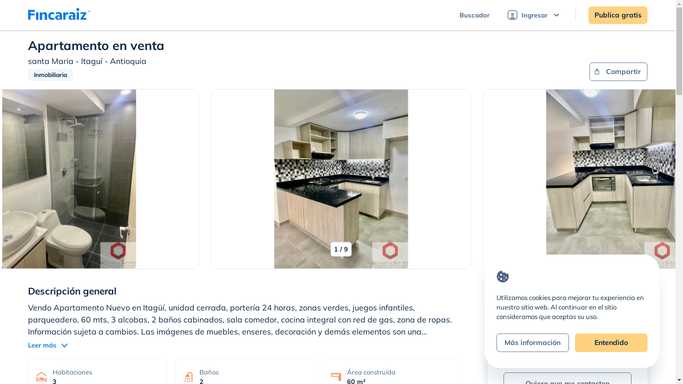 Fincaraiz
Buscador
Ingresar
Publica gratis
Apartamento en venta
santa Maria - Itaguí - Antioquia
Inmobiliaria
Compartir
1 / 9
Descripción general
Vendo Apartamento Nuevo en Itagüí, unidad cerrada, portería 24 horas, zonas verdes, juegos infantiles,
parqueadero. 60 mts, 3 alcobas, 2 baños cabinados, sala comedor, cocina integral con red de gas, zona de ropas.
Información sujeta a cambios. Las imágenes de muebles, enseres, decoración y demás elementos son una...
Leer más
Habitaciones
3
Baños
2
Área construida
60 m²
Utilizamos cookies para mejorar tu experiencia en
nuestro sitio web. Al continuar en el sitio
consideramos que aceptas su uso.
Más información
Entendido
Quiero que me contacten